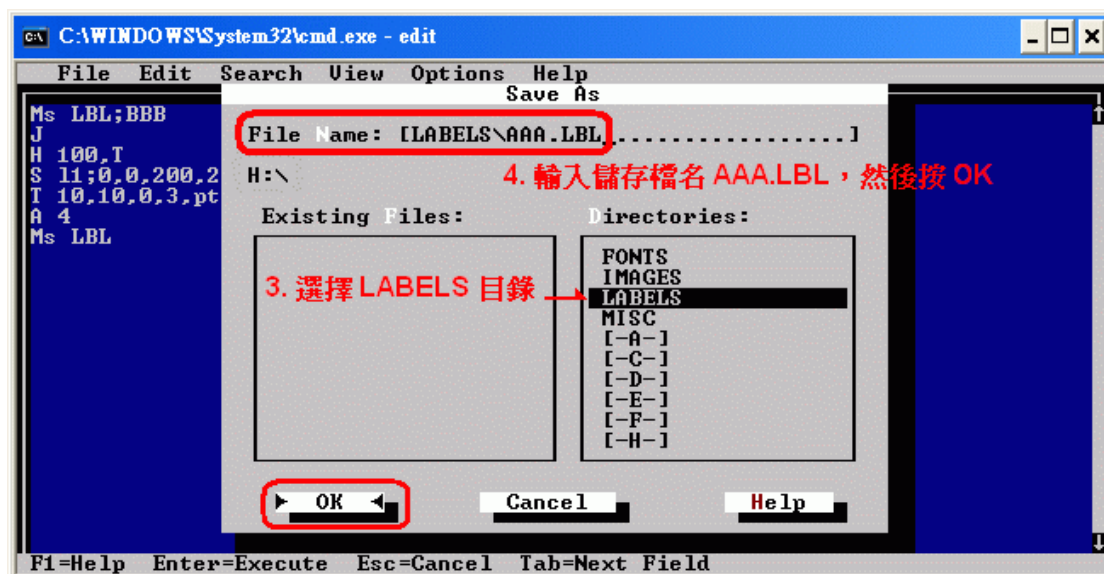 C:\WINDOWS\System32\cmd.exe - edit
File Edit Search View Options Help
Save As
Ms LBL;BBB
J
H 100,T
S l1;0,0,200,2
T 10,10,0,3,pt
A 4
Ms LBL
File Name: [LABELS\AAA.LBL..................]
H:\
4. 輸入儲存檔名 AAA.LBL，然後按 OK
Existing Files:
Directories:
3. 選擇 LABELS 目錄
FONTS
IMAGES
LABELS
MISC
[-A-]
[-C-]
[-D-]
[-E-]
[-F-]
[-H-]
OK Cancel Help
F1=Help Enter=Execute Esc=Cancel Tab=Next Field